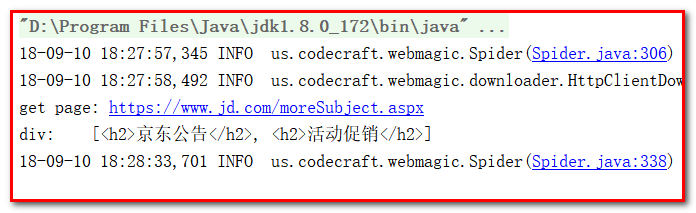 "D:\Program Files\Java\jdk1.8.0_172\bin\java" ...
18-09-10 18:27:57,345 INFO  us.codecraft.webmagic.Spider(Spider.java:306)
18-09-10 18:27:58,492 INFO  us.codecraft.webmagic.downloader.HttpClientDow
get page: https://www.jd.com/moreSubject.aspx
div:    [<h2>京东公告</h2>, <h2>活动促销</h2>]
18-09-10 18:28:33,701 INFO  us.codecraft.webmagic.Spider(Spider.java:338)